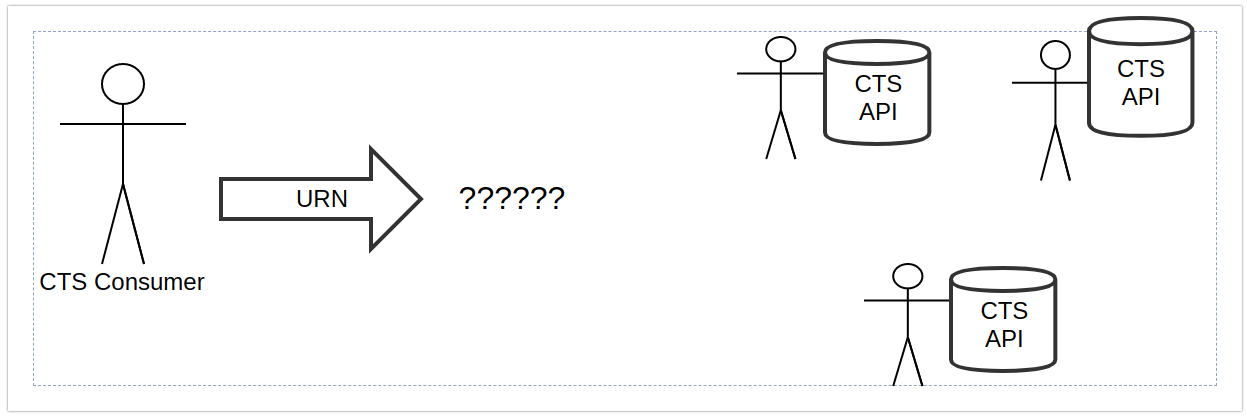 CTS Consumer
URN
??????
CTS
API
CTS
API
CTS
API